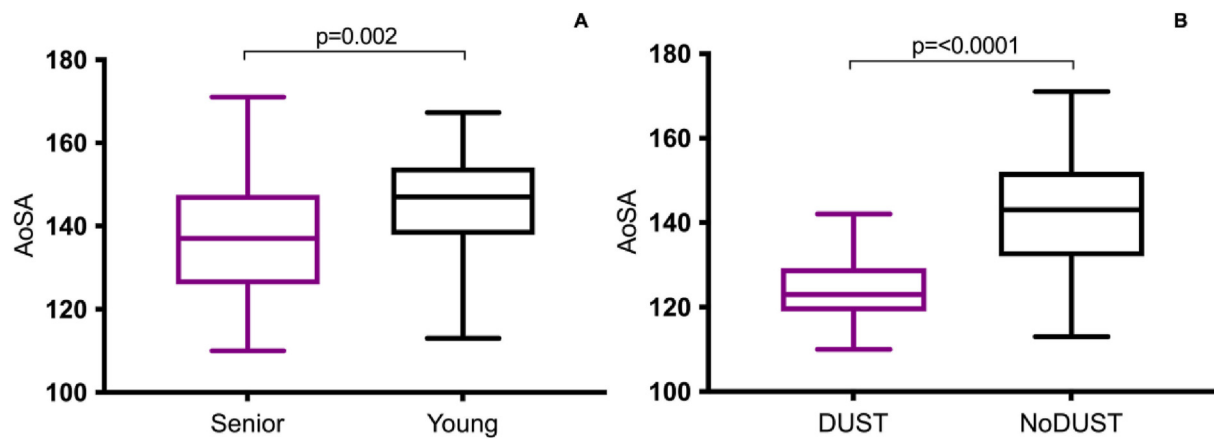 A
p=0.002
180
160
140
120
100
AoSA
Senior Young
B
p=<0.0001
180
160
140
120
100
AoSA
DUST NoDUST